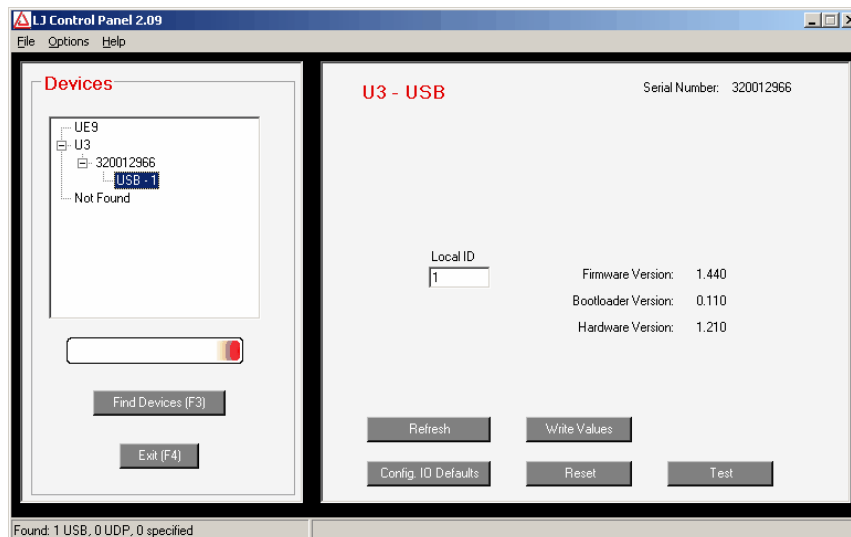 LJ Control Panel 2.09
File Options Help
Devices
UE9
U3
320012966
USB - 1
Not Found
Find Devices (F3)
Exit (F4)
U3 - USB
Serial Number: 320012966
Local ID
1
Firmware Version: 1.440
Bootloader Version: 0.110
Hardware Version: 1.210
Refresh
Write Values
Config. IO Defaults
Reset
Test
Found: 1 USB, 0 UDP, 0 specified